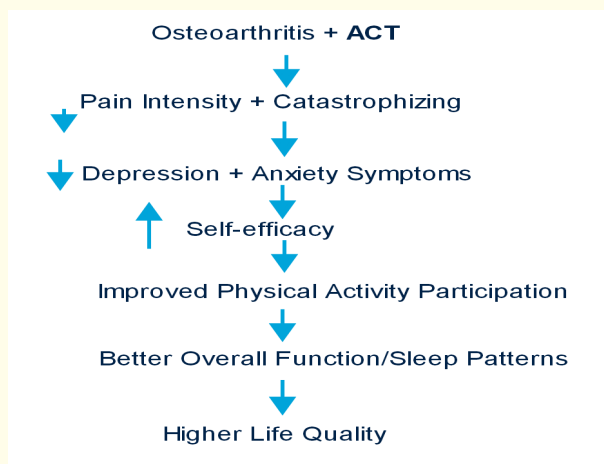 Osteoarthritis + ACT
Pain Intensity + Catastrophizing
Depression + Anxiety Symptoms
Self-efficacy
Improved Physical Activity Participation
Better Overall Function/Sleep Patterns
Higher Life Quality